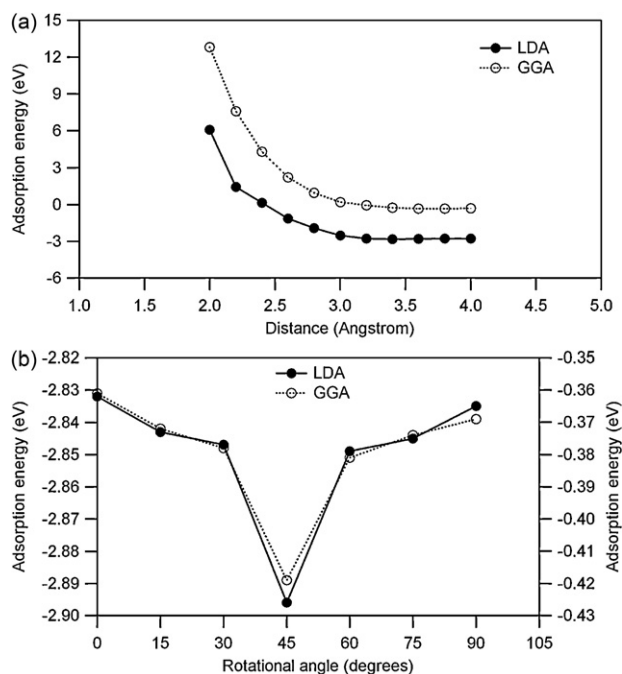 (a)
15
12
9
6
3
0
-3
-6
Adsorption energy (eV)
LDA
GGA
1.0 1.5 2.0 2.5 3.0 3.5 4.0 4.5 5.0
Distance (Angstrom)
(b)
-2.82
-2.83
-2.84
-2.85
-2.86
-2.87
-2.88
-2.89
-2.90
Adsorption energy (eV)
LDA
GGA
-0.35
-0.36
-0.37
-0.38
-0.39
-0.40
-0.41
-0.42
-0.43
Adsorption energy (eV)
0 15 30 45 60 75 90 105
Rotational angle (degrees)